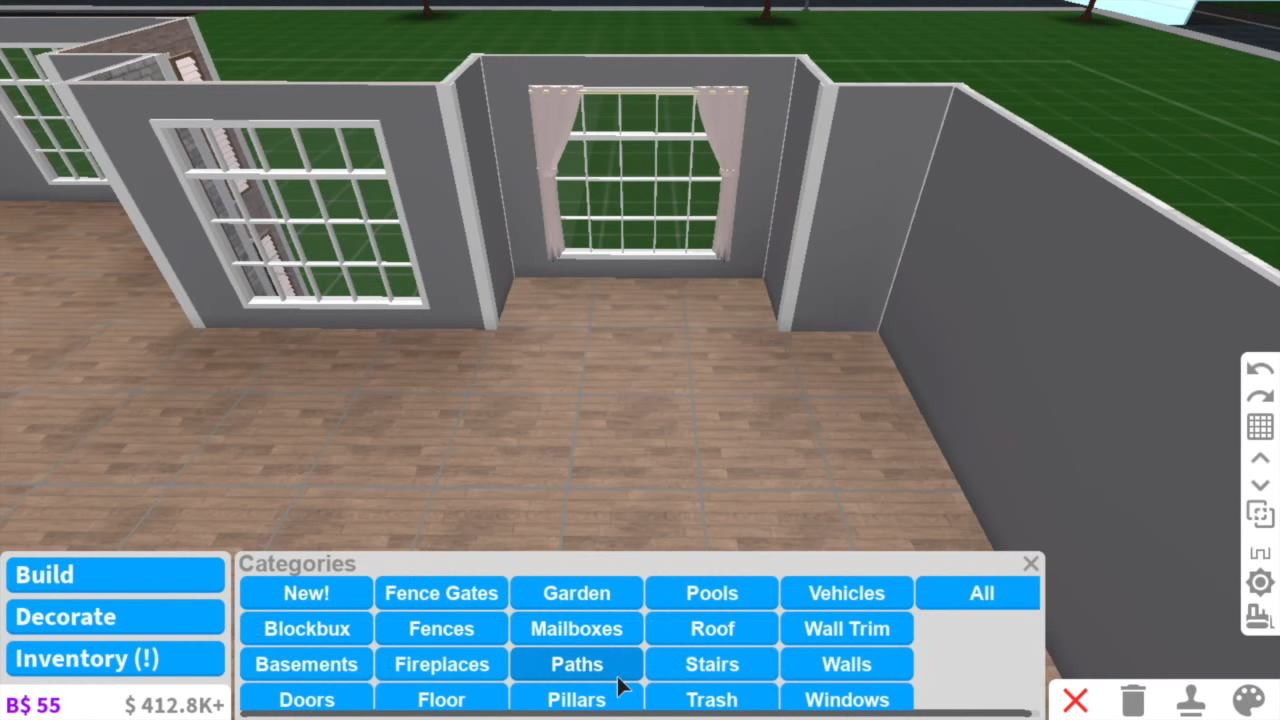 Categories
New! Fence Gates Garden Pools Vehicles All
Blockbux Fences Mailboxes Roof Wall Trim
Basements Fireplaces Paths Stairs Walls
Doors Floor Pillars Trash Windows
Build
Decorate
Inventory (!)
B$ 55 $ 412.8K+